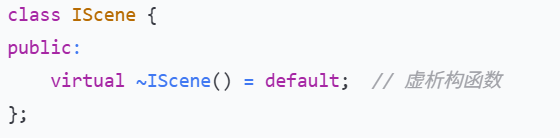 class IScene {
public:
    virtual ~IScene() = default;  // 虚析构函数
};